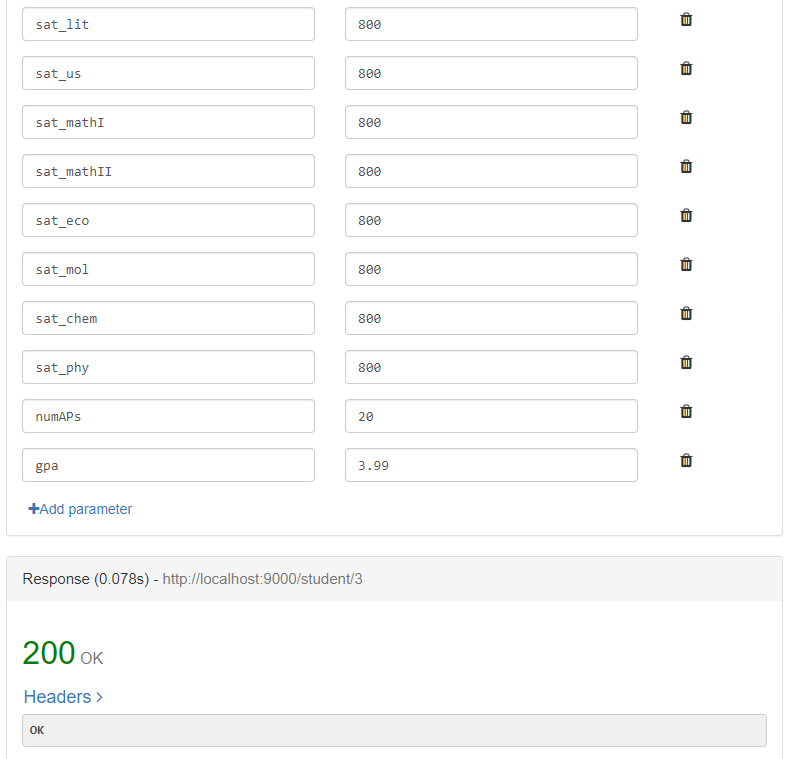 sat_lit 800
sat_us 800
sat_mathI 800
sat_mathII 800
sat_eco 800
sat_mol 800
sat_chem 800
sat_phy 800
numAPs 20
gpa 3.99
+Add parameter
Response (0.078s) - http://localhost:9000/student/3
200 OK
Headers >
OK